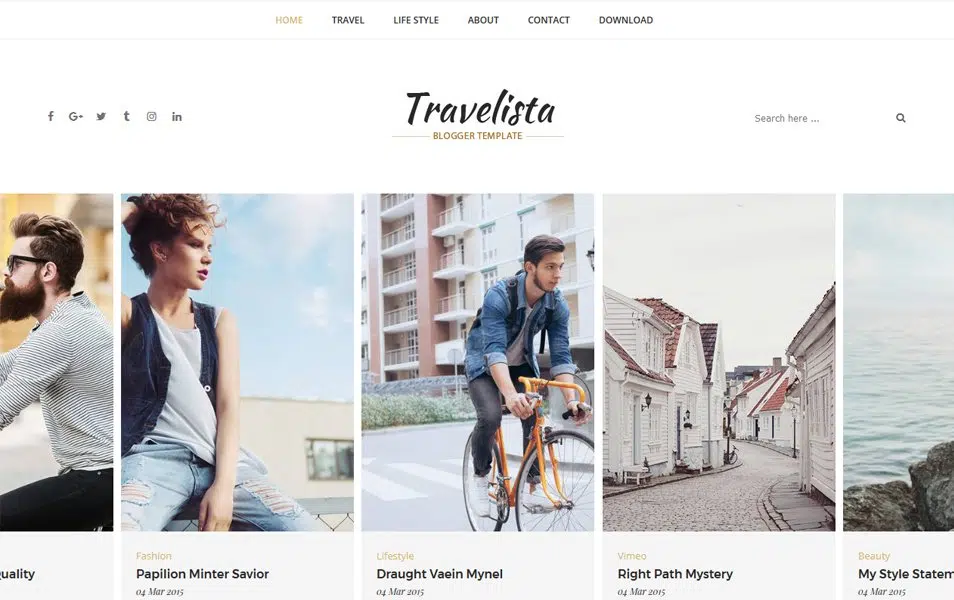 HOME TRAVEL LIFE STYLE ABOUT CONTACT DOWNLOAD
Travelista
BLOGGER TEMPLATE
Search here ...
Fashion
Papilion Minter Savior
04 Mar 2015
Lifestyle
Draught Vaein Mynel
04 Mar 2015
Vimeo
Right Path Mystery
04 Mar 2015
Beauty
My Style
04 Mar 2015